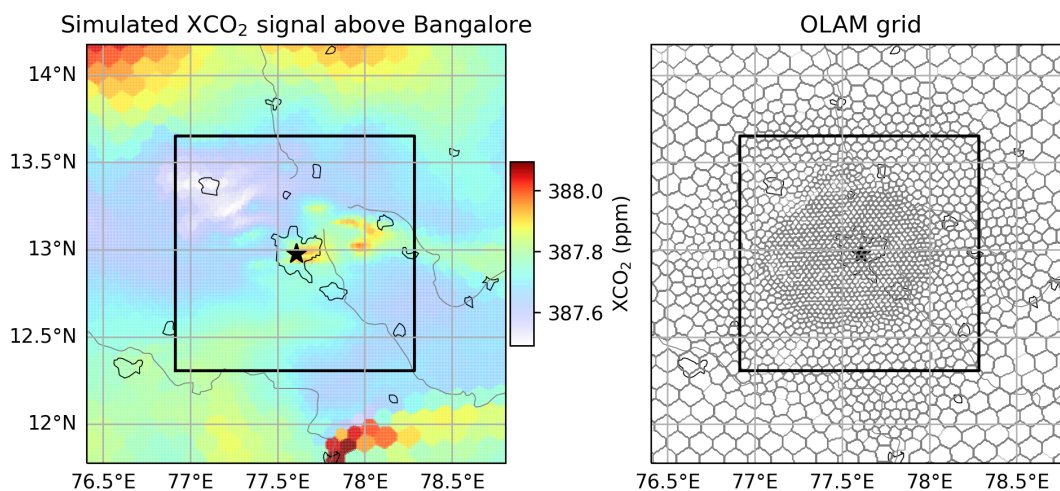 Simulated XCO₂ signal above Bangalore
OLAM grid
14°N
13.5°N
13°N
12.5°N
12°N
76.5°E
77°E
77.5°E
78°E
78.5°E
388.0
387.8
387.6
XCO₂ (ppm)
76.5°E
77°E
77.5°E
78°E
78.5°E